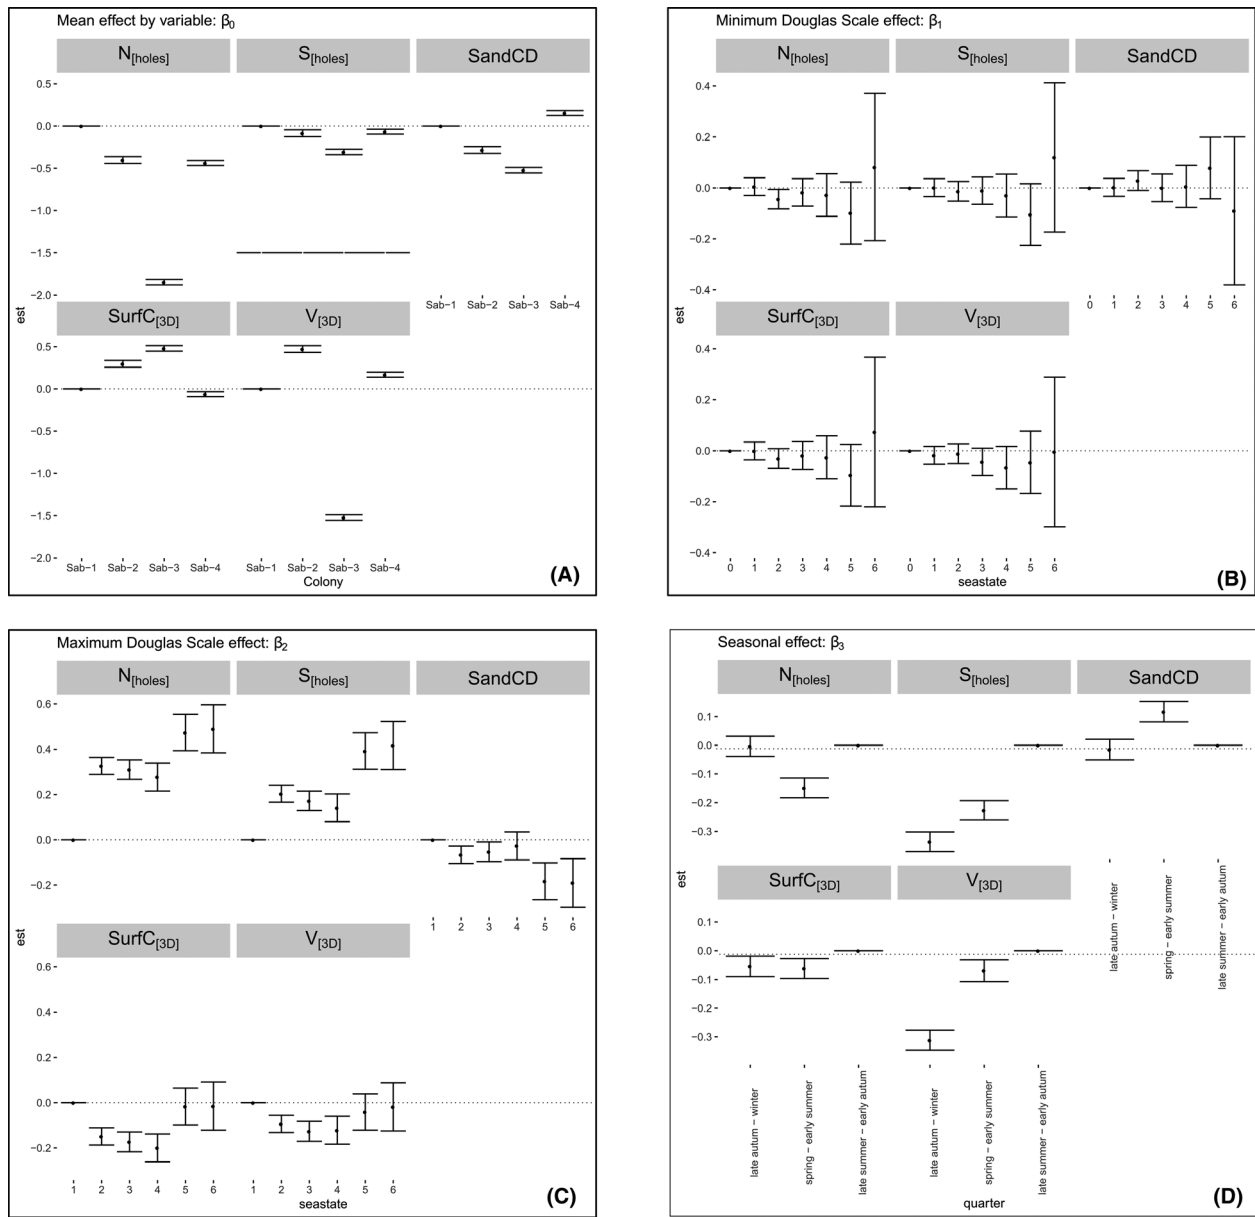 Mean effect by variable: β0
N[holes] S[holes] SandCD
0.5
0.0
−0.5
−1.0
−1.5
−2.0
Sab−1 Sab−2 Sab−3 Sab−4
SurfC[3D] V[3D]
est
0.5
0.0
−0.5
−1.0
−1.5
−2.0
Sab−1 Sab−2 Sab−3 Sab−4 Sab−1 Sab−2 Sab−3 Sab−4
Colony
(A)
Minimum Douglas Scale effect: β1
N[holes] S[holes] SandCD
0.4
0.2
0.0
−0.2
−0.4
0 1 2 3 4 5 6
SurfC[3D] V[3D]
est
0.4
0.2
0.0
−0.2
−0.4
0 1 2 3 4 5 6 0 1 2 3 4 5 6
seastate
(B)
Maximum Douglas Scale effect: β2
N[holes] S[holes] SandCD
0.6
0.4
0.2
0.0
−0.2
1 2 3 4 5 6
SurfC[3D] V[3D]
est
0.6
0.4
0.2
0.0
−0.2
1 2 3 4 5 6 1 2 3 4 5 6
seastate
(C)
Seasonal effect: β3
N[holes] S[holes] SandCD
0.1
0.0
−0.1
−0.2
−0.3
late autum − winter
spring − early summer
late summer − early autum
SurfC[3D] V[3D]
est
0.1
0.0
−0.1
−0.2
−0.3
late autum − winter
spring − early summer
late summer − early autum
late autum − winter
spring − early summer
late summer − early autum
quarter
(D)